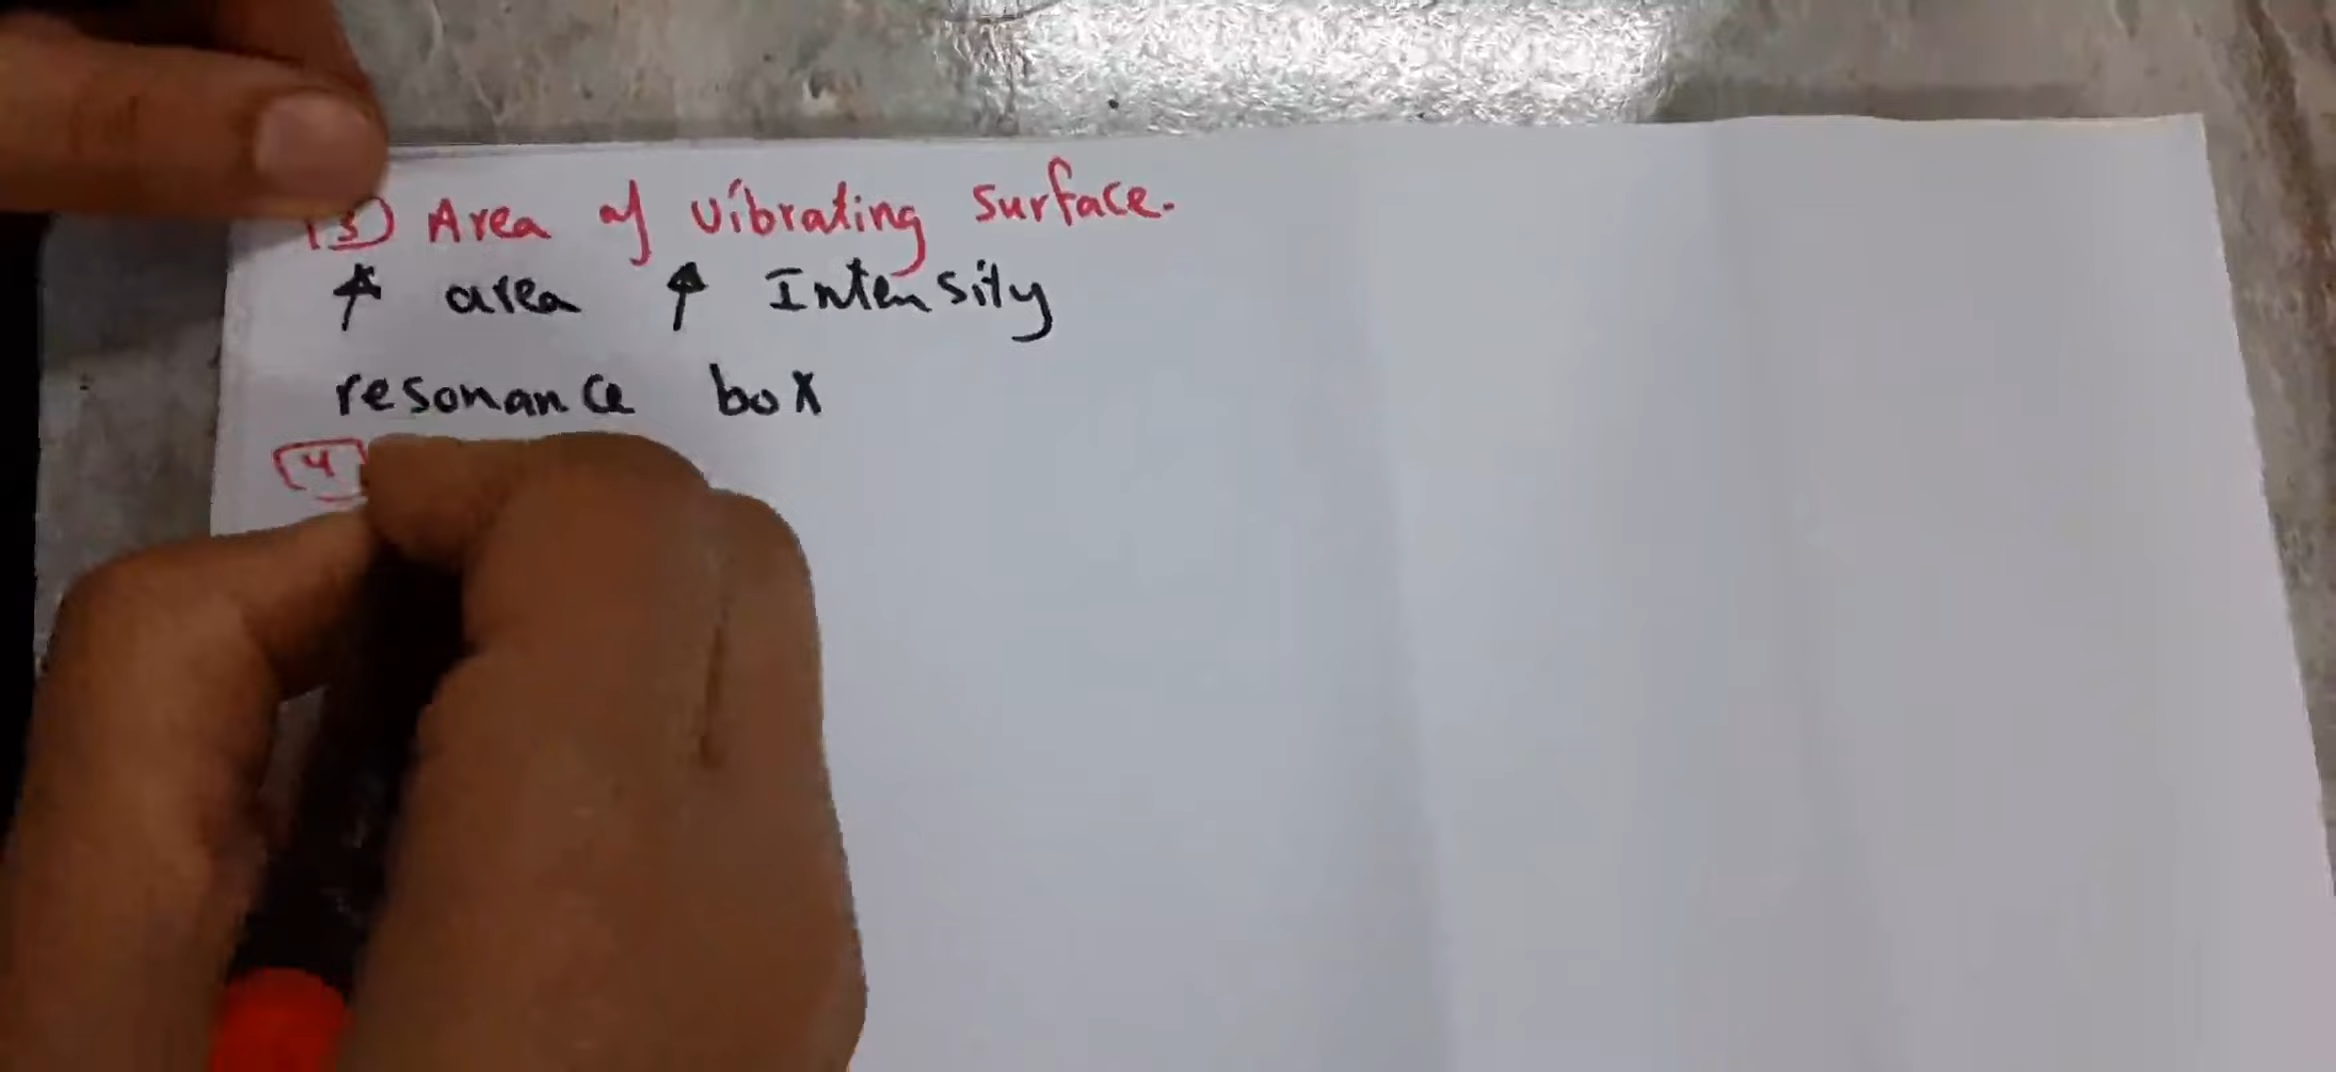 (3) Area of vibrating surface.
↑ area ↑ Intensity
resonance box
4